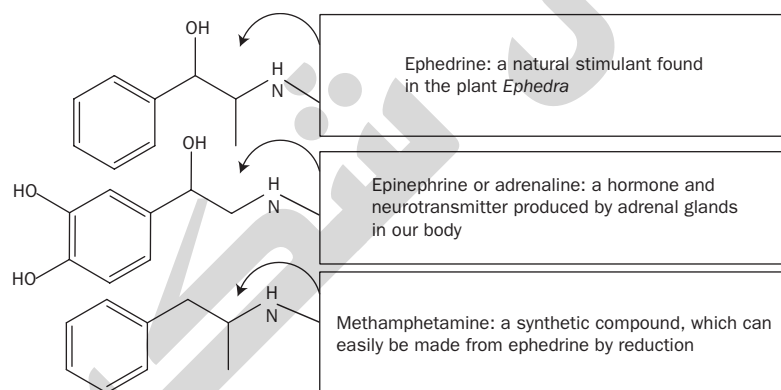 OH
H
N
Ephedrine: a natural stimulant found
in the plant Ephedra
OH
HO
HO
H
N
Epinephrine or adrenaline: a hormone and
neurotransmitter produced by adrenal glands
in our body
H
N
Methamphetamine: a synthetic compound, which can
easily be made from ephedrine by reduction